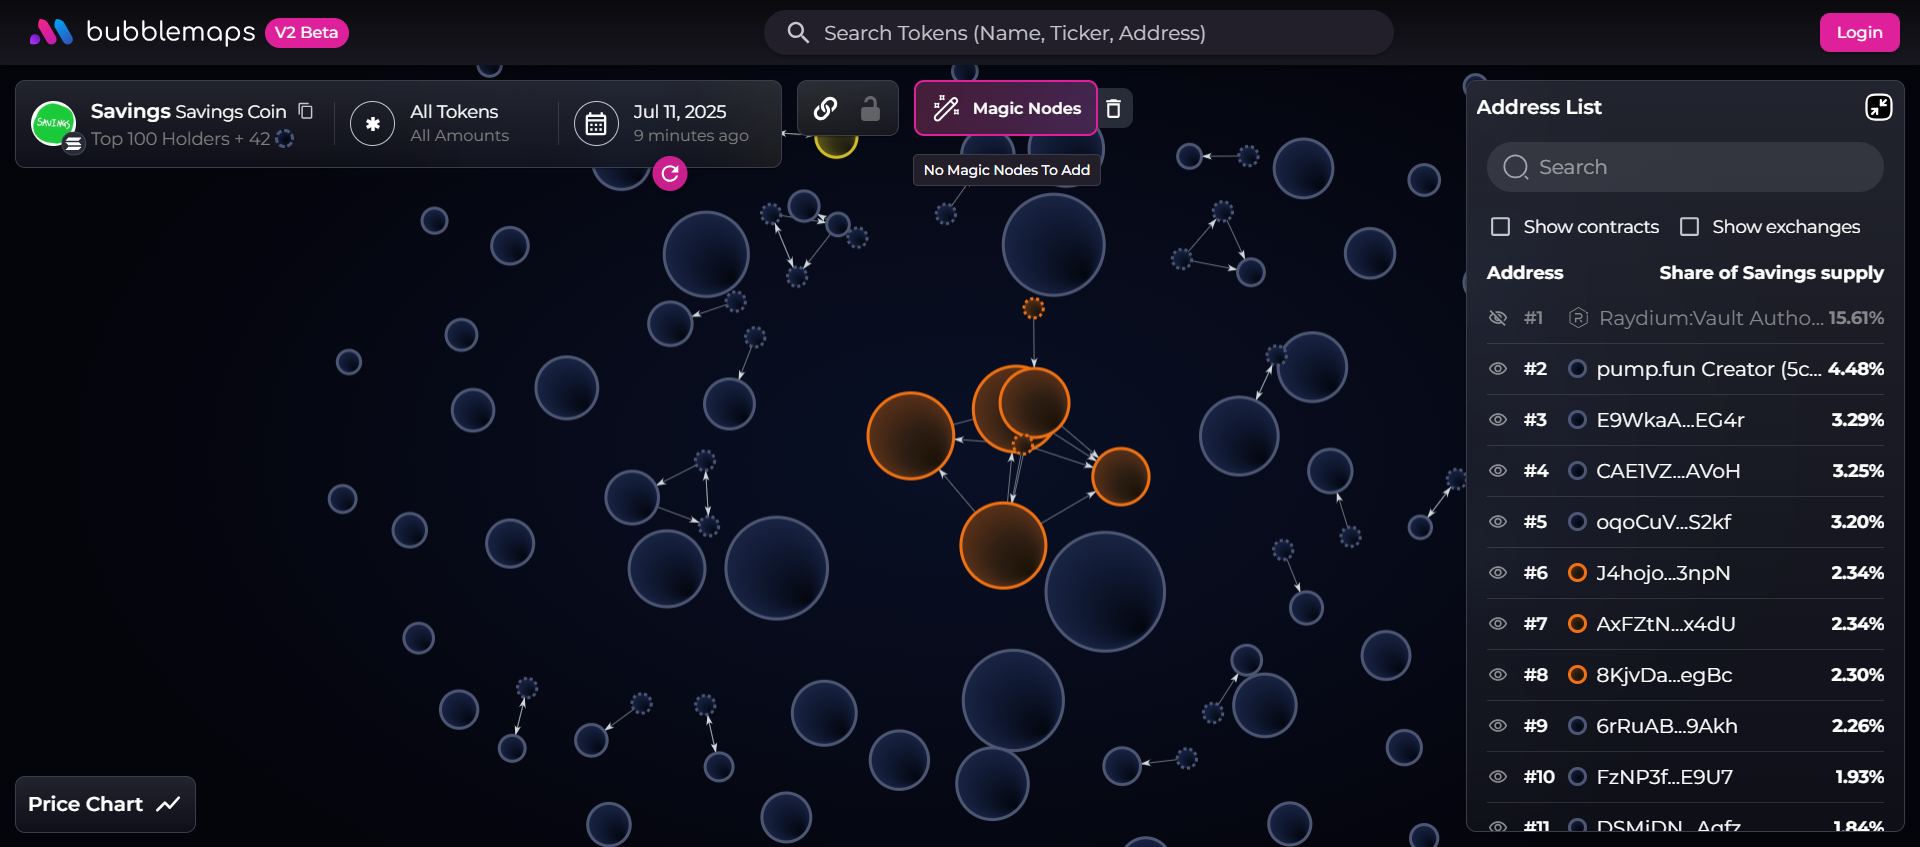 bubblemaps V2 Beta
Search Tokens (Name, Ticker, Address)
Login
SAVINGS
Savings Savings Coin
Top 100 Holders + 42
All Tokens
All Amounts
Jul 11, 2025
9 minutes ago
Magic Nodes
No Magic Nodes To Add
Address List
Search
Show contracts
Show exchanges
Address Share of Savings supply
#1 Raydium:Vault Autho... 15.61%
#2 pump.fun Creator (5c... 4.48%
#3 E9WkaA...EG4r 3.29%
#4 CAE1VZ...AVoH 3.25%
#5 oqoCuV...S2kf 3.20%
#6 J4hojo...3npN 2.34%
#7 AxFZtN...x4dU 2.34%
#8 8KjvDa...egBc 2.30%
#9 6rRuAB...9Akh 2.26%
#10 FzNP3f...E9U7 1.93%
#11 1.84%
Price Chart